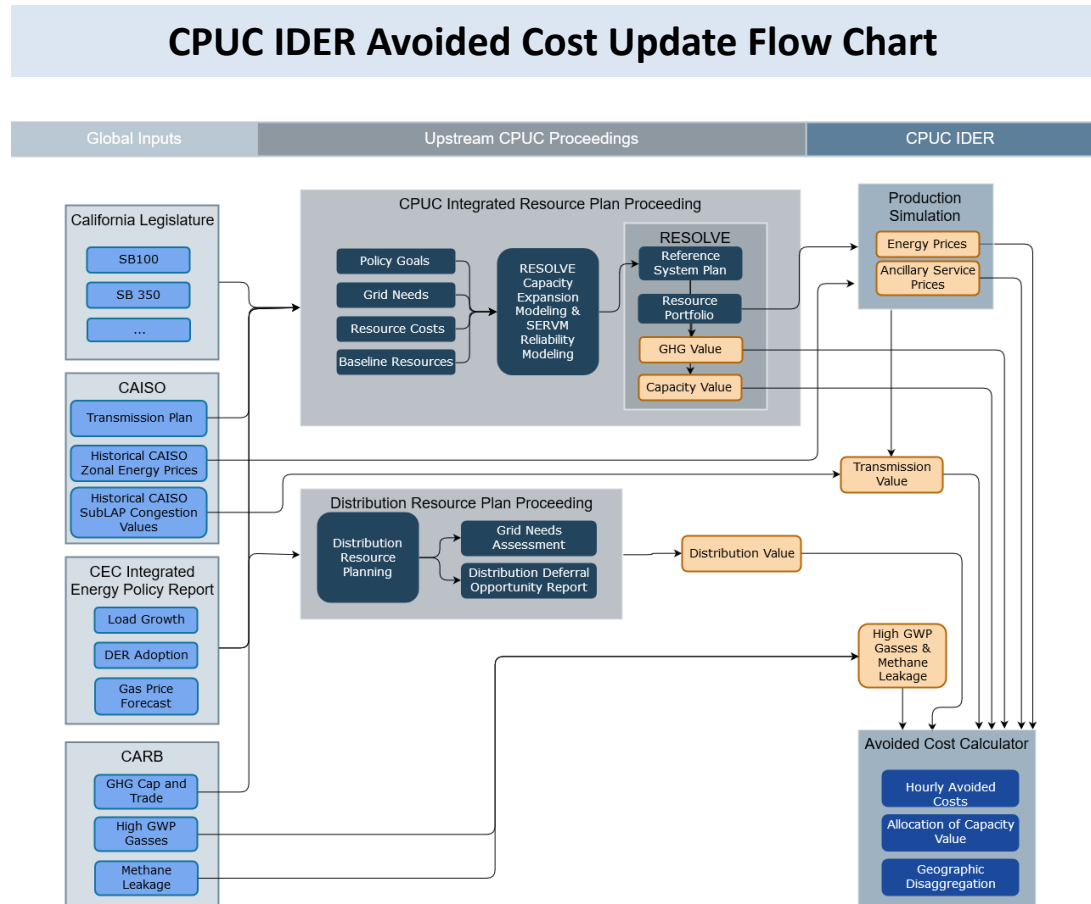 CPUC IDER Avoided Cost Update Flow Chart
Global Inputs
Upstream CPUC Proceedings
CPUC IDER
California Legislature
SB100
SB 350
...
CAISO
Transmission Plan
Historical CAISO
Zonal Energy Prices
Historical CAISO
SubLAP Congestion
Values
CEC Integrated
Energy Policy Report
Load Growth
DER Adoption
Gas Price
Forecast
CARB
GHG Cap and
Trade
High GWP
Gasses
Methane
Leakage
CPUC Integrated Resource Plan Proceeding
Policy Goals
Grid Needs
Resource Costs
Baseline Resources
RESOLVE
Capacity
Expansion
Modeling &
SERVM
Reliability
Modeling
RESOLVE
Reference
System Plan
Resource
Portfolio
GHG Value
Capacity Value
Distribution Resource Plan Proceeding
Distribution
Resource
Planning
Grid Needs
Assessment
Distribution Deferral
Opportunity Report
Distribution Value
Production
Simulation
Energy Prices
Ancillary Service
Prices
Transmission
Value
High GWP
Gasses &
Methane
Leakage
Avoided Cost Calculator
Hourly Avoided
Costs
Allocation of Capacity
Value
Geographic
Disaggregation